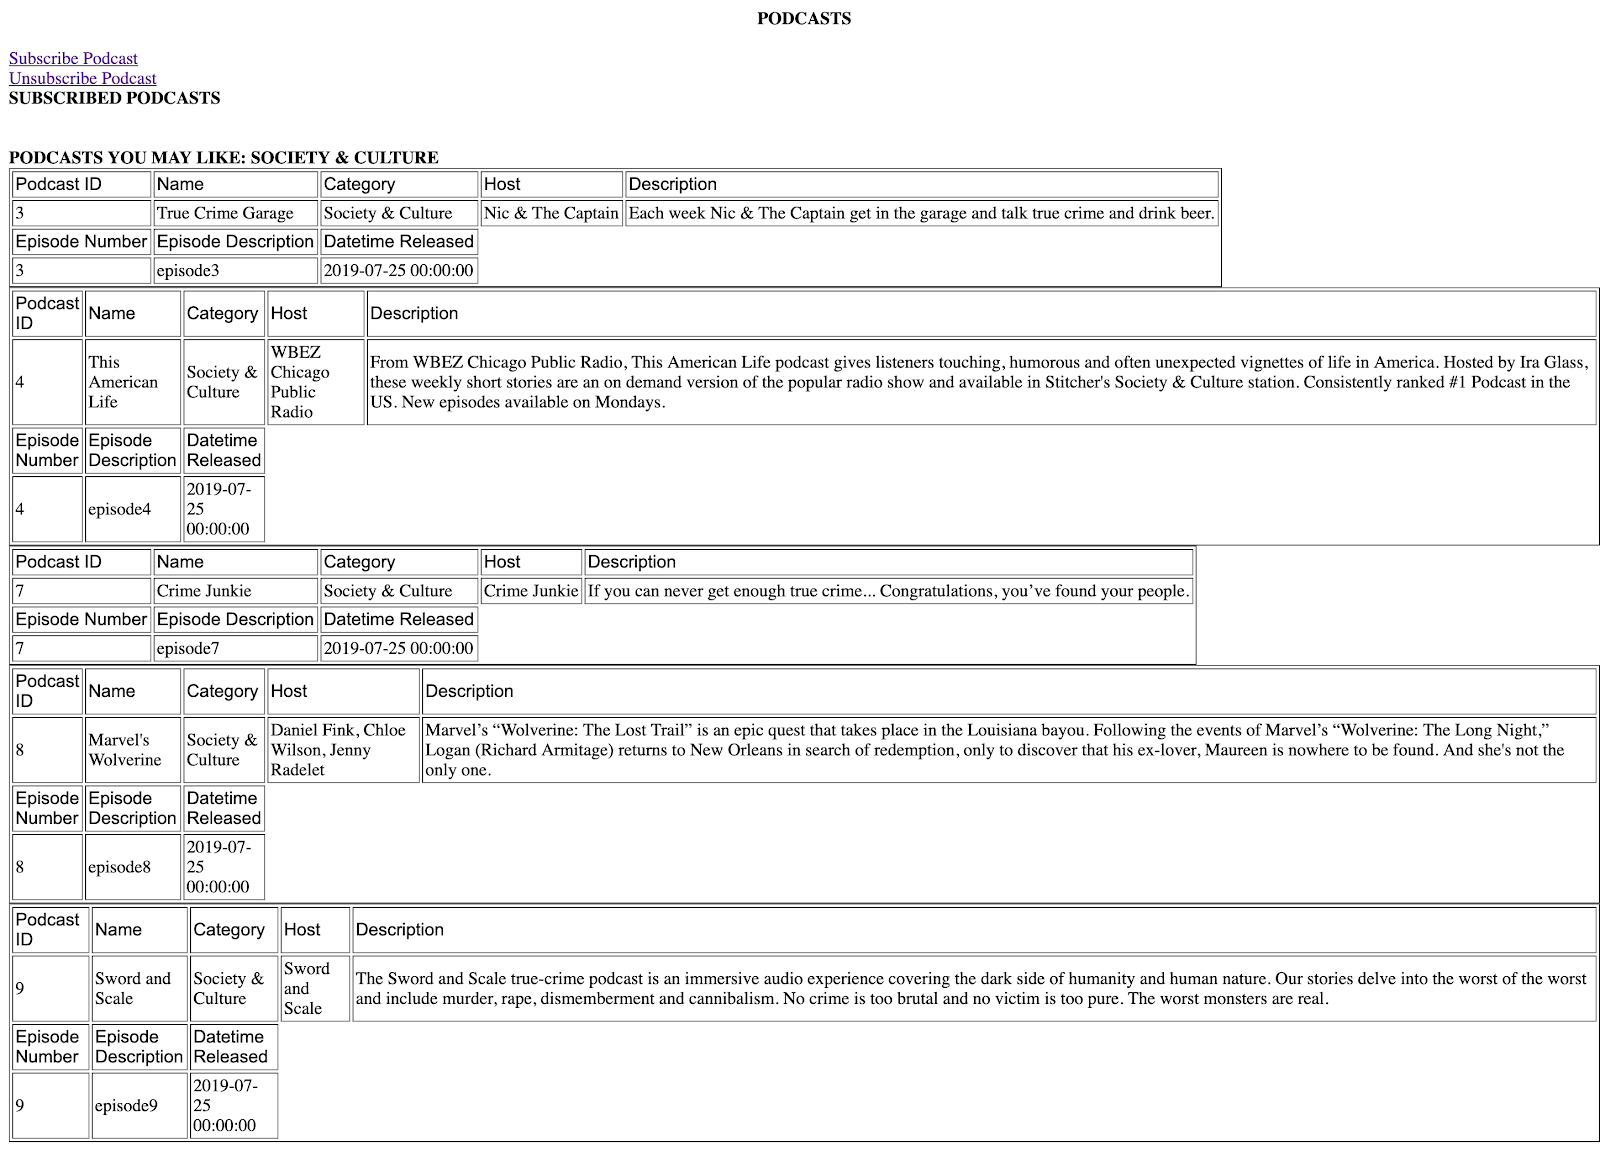 PODCASTS
Subscribe Podcast
Unsubscribe Podcast
SUBSCRIBED PODCASTS
PODCASTS YOU MAY LIKE: SOCIETY & CULTURE
Podcast ID Name Category Host Description
3 True Crime Garage Society & Culture Nic & The Captain Each week Nic & The Captain get in the garage and talk true crime and drink beer.
Episode Number Episode Description Datetime Released
3 episode3 2019-07-25 00:00:00
Podcast
ID
Name
Category
Host
Description
4
This
American
Life
Society &
Culture
WBEZ
Chicago
Public
Radio
From WBEZ Chicago Public Radio, This American Life podcast gives listeners touching, humorous and often unexpected vignettes of life in America. Hosted by Ira Glass,
these weekly short stories are an on demand version of the popular radio show and available in Stitcher's Society & Culture station. Consistently ranked #1 Podcast in the
US. New episodes available on Mondays.
Episode
Number
Episode
Description
Datetime
Released
4
episode4
2019-07-
25
00:00:00
Podcast ID Name Category Host Description
7 Crime Junkie Society & Culture Crime Junkie If you can never get enough true crime... Congratulations, you’ve found your people.
Episode Number Episode Description Datetime Released
7 episode7 2019-07-25 00:00:00
Podcast
ID
Name
Category
Host
Description
8
Marvel's
Wolverine
Society &
Culture
Daniel Fink, Chloe
Wilson, Jenny
Radelet
Marvel’s “Wolverine: The Lost Trail” is an epic quest that takes place in the Louisiana bayou. Following the events of Marvel’s “Wolverine: The Long Night,”
Logan (Richard Armitage) returns to New Orleans in search of redemption, only to discover that his ex-lover, Maureen is nowhere to be found. And she's not the
only one.
Episode
Number
Episode
Description
Datetime
Released
8
episode8
2019-07-
25
00:00:00
Podcast
ID
Name
Category
Host
Description
9
Sword and
Scale
Society &
Culture
Sword
and
Scale
The Sword and Scale true-crime podcast is an immersive audio experience covering the dark side of humanity and human nature. Our stories delve into the worst of the worst
and include murder, rape, dismemberment and cannibalism. No crime is too brutal and no victim is too pure. The worst monsters are real.
Episode
Number
Episode
Description
Datetime
Released
9
episode9
2019-07-
25
00:00:00